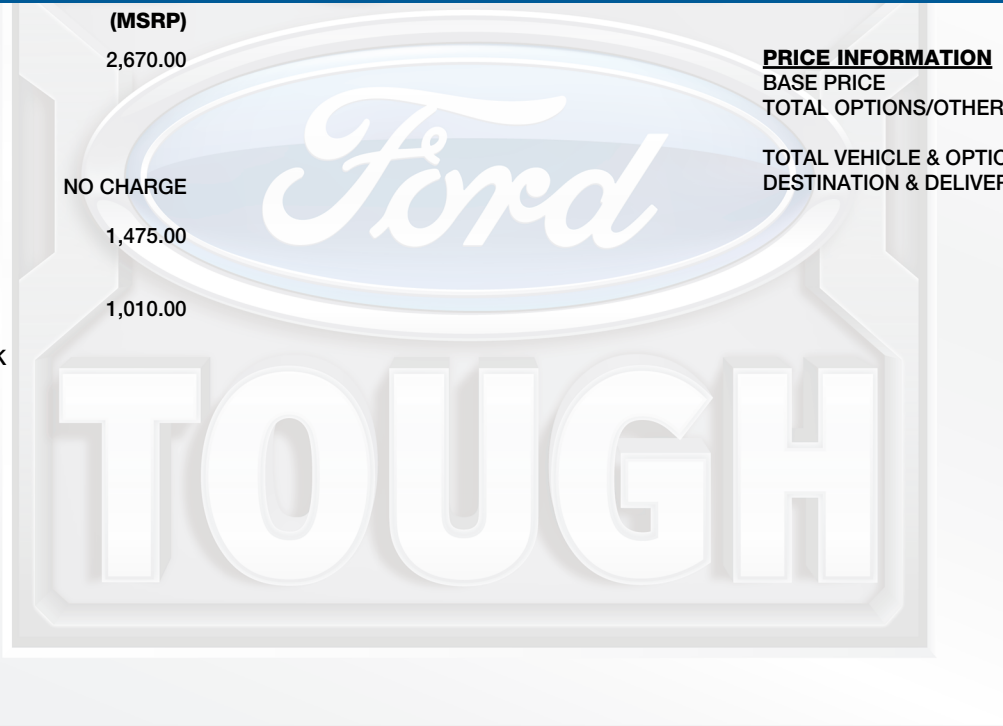 (MSRP)
2,670.00
NO CHARGE
1,475.00
1,010.00
K
PRICE INFORMATION
BASE PRICE
TOTAL OPTIONS/OTHER
TOTAL VEHICLE & OPTIO
DESTINATION & DELIVER
Ford
TOUGH